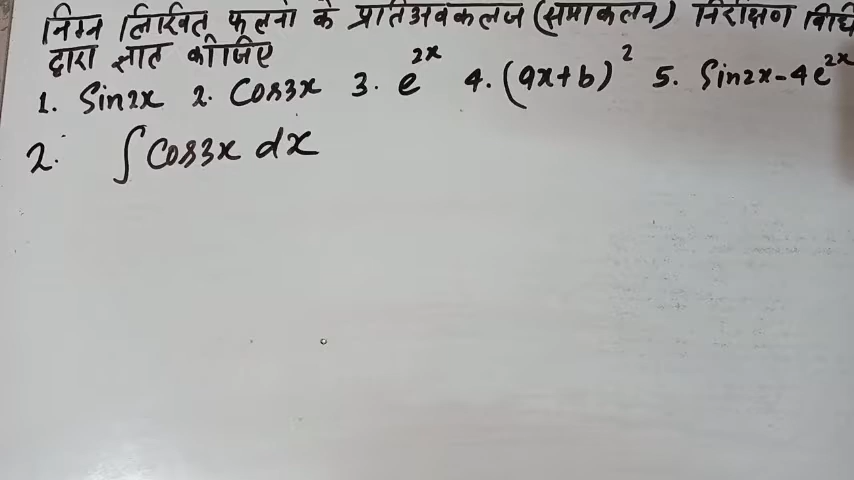 निम्न लिखित फलनो के प्रतिअवकलज (समाकलन) निरीक्षण विधि
द्वारा ज्ञात कीजिए
1. Sin2x 2. Cos3x 3. e^2x 4. (ax+b)^2 5. Sin2x-4e^2x
2. ∫ Cos3x dx